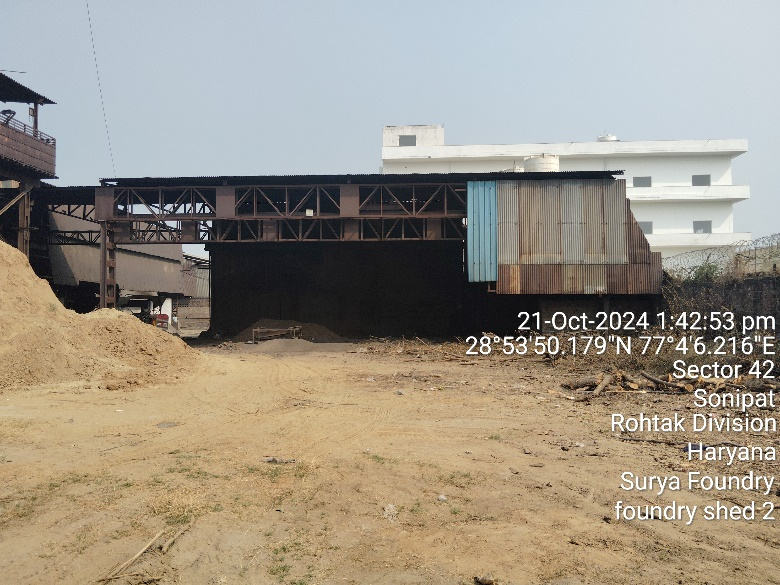 21-Oct-2024 1:42:53 pm
28°53'50.179"N 77°4'6.216"E
Sector 42
Sonipat
Rohtak Division
Haryana
Surya Foundry
foundry shed 2